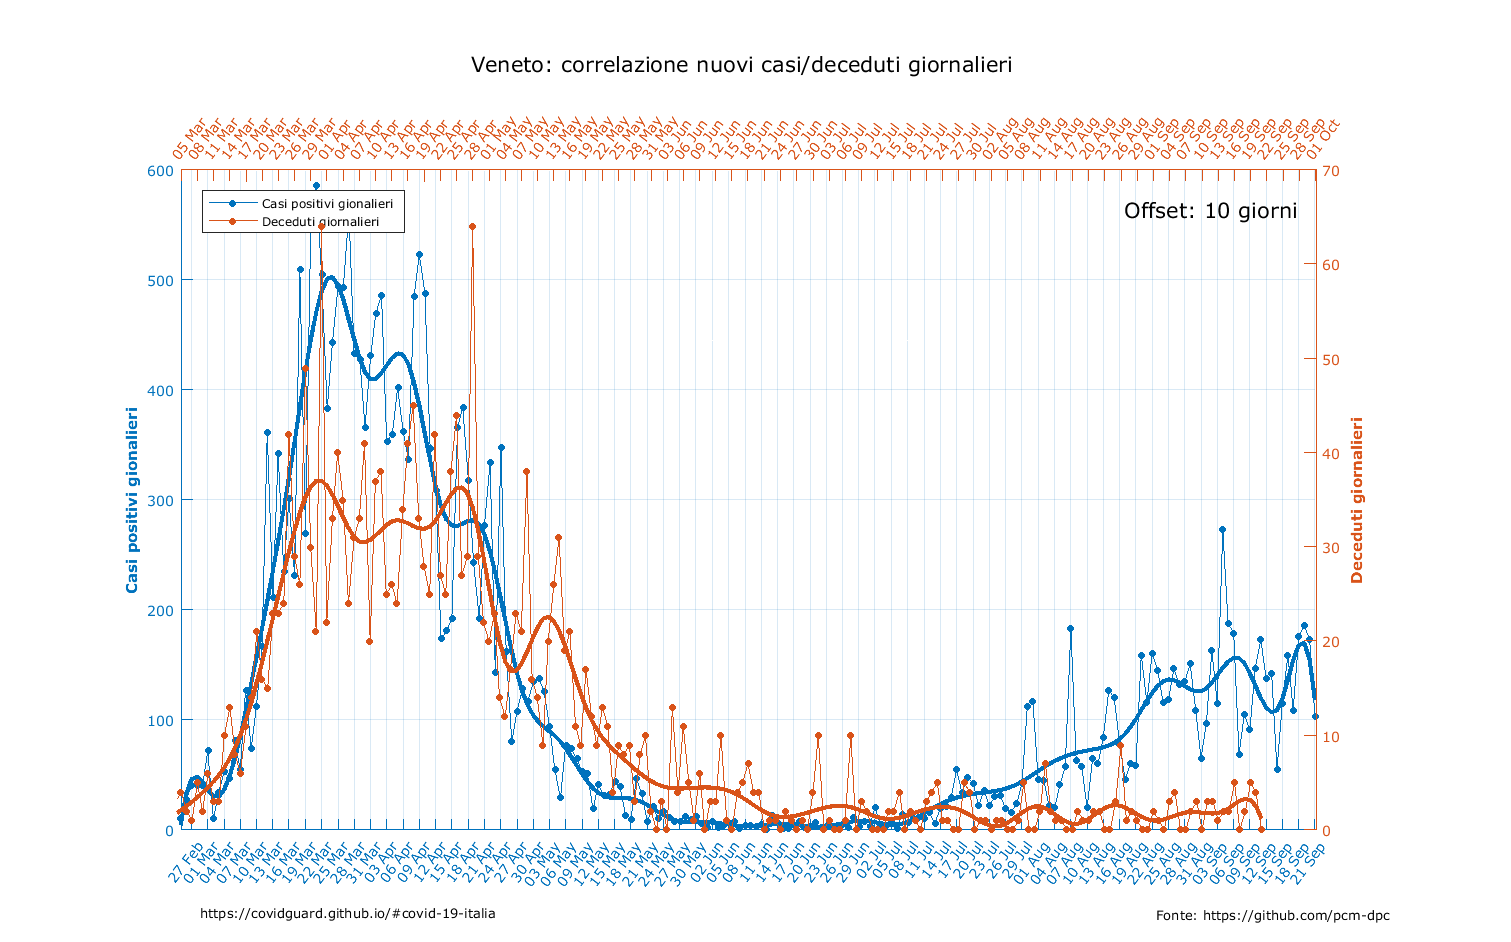 Veneto: correlazione nuovi casi/deceduti giornalieri
05 Mar
08 Mar
11 Mar
14 Mar
17 Mar
20 Mar
23 Mar
26 Mar
29 Mar
01 Apr
04 Apr
07 Apr
10 Apr
13 Apr
16 Apr
19 Apr
22 Apr
25 Apr
28 Apr
01 May
04 May
07 May
10 May
13 May
16 May
19 May
22 May
25 May
28 May
31 May
03 Jun
06 Jun
09 Jun
12 Jun
15 Jun
18 Jun
21 Jun
24 Jun
27 Jun
30 Jun
03 Jul
06 Jul
09 Jul
12 Jul
15 Jul
18 Jul
21 Jul
24 Jul
27 Jul
30 Jul
02 Aug
05 Aug
08 Aug
11 Aug
14 Aug
17 Aug
20 Aug
23 Aug
26 Aug
29 Aug
01 Sep
04 Sep
07 Sep
10 Sep
13 Sep
16 Sep
19 Sep
22 Sep
25 Sep
28 Sep
01 Oct
Casi positivi gionalieri
Deceduti giornalieri
Offset: 10 giorni
600
500
400
300
200
100
0
Casi positivi gionalieri
70
60
50
40
30
20
10
0
Deceduti giornalieri
27 Feb
01 Mar
04 Mar
07 Mar
10 Mar
13 Mar
16 Mar
19 Mar
22 Mar
25 Mar
28 Mar
31 Mar
03 Apr
06 Apr
09 Apr
12 Apr
15 Apr
18 Apr
21 Apr
24 Apr
27 Apr
30 Apr
03 May
06 May
09 May
12 May
15 May
18 May
21 May
24 May
27 May
30 May
02 Jun
05 Jun
08 Jun
11 Jun
14 Jun
17 Jun
20 Jun
23 Jun
26 Jun
29 Jun
02 Jul
05 Jul
08 Jul
11 Jul
14 Jul
17 Jul
20 Jul
23 Jul
26 Jul
29 Jul
01 Aug
04 Aug
07 Aug
10 Aug
13 Aug
16 Aug
19 Aug
22 Aug
25 Aug
28 Aug
31 Aug
03 Sep
06 Sep
09 Sep
12 Sep
15 Sep
18 Sep
21 Sep
https://covidguard.github.io/#covid-19-italia
Fonte: https://github.com/pcm-dpc